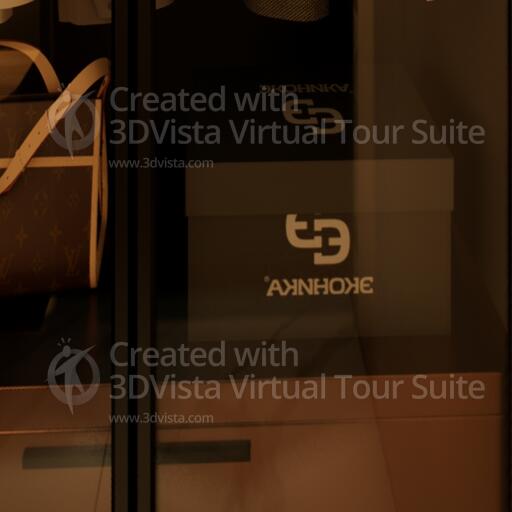 Created with
3DVista Virtual Tour Suite
www.3dvista.com
ЭКОНИКА
ЭКОНИКА®
Created with
3DVista Virtual Tour Suite
www.3dvista.com